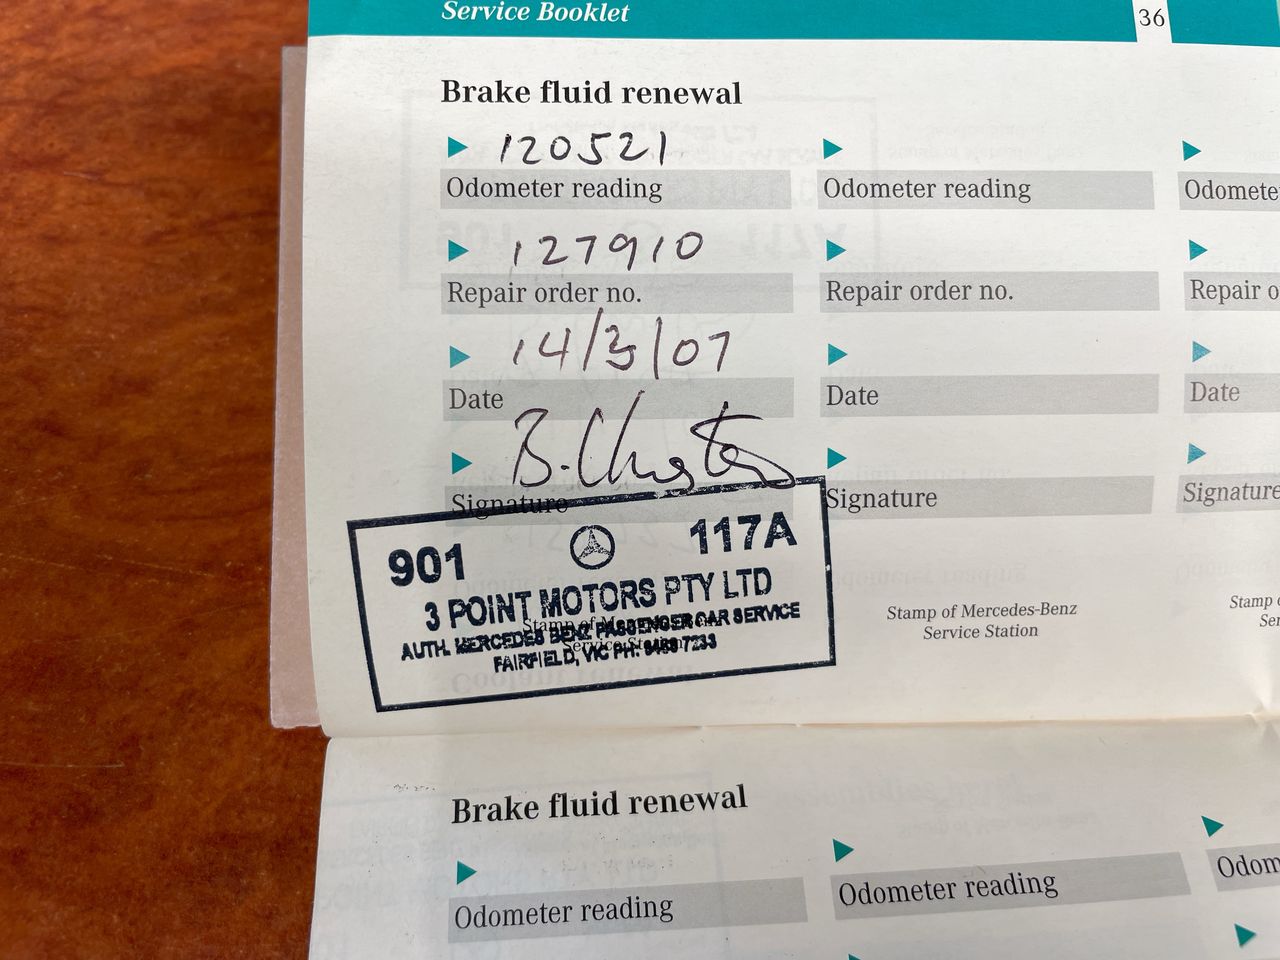 Service Booklet 36
Brake fluid renewal
120521
Odometer reading Odometer reading Odomete
127910
Repair order no. Repair order no. Repair o
14/3/07
Date Date Date
Signature Signature Signature
901 117A
3 POINT MOTORS PTY LTD
AUTH. MERCEDES BENZ PASSENGER CAR SERVICE
FAIRFIELD, VIC PH:
Stamp of Mercedes-Benz
Service Station
Stamp
Ser
Brake fluid renewal
Odometer reading Odometer reading Odom